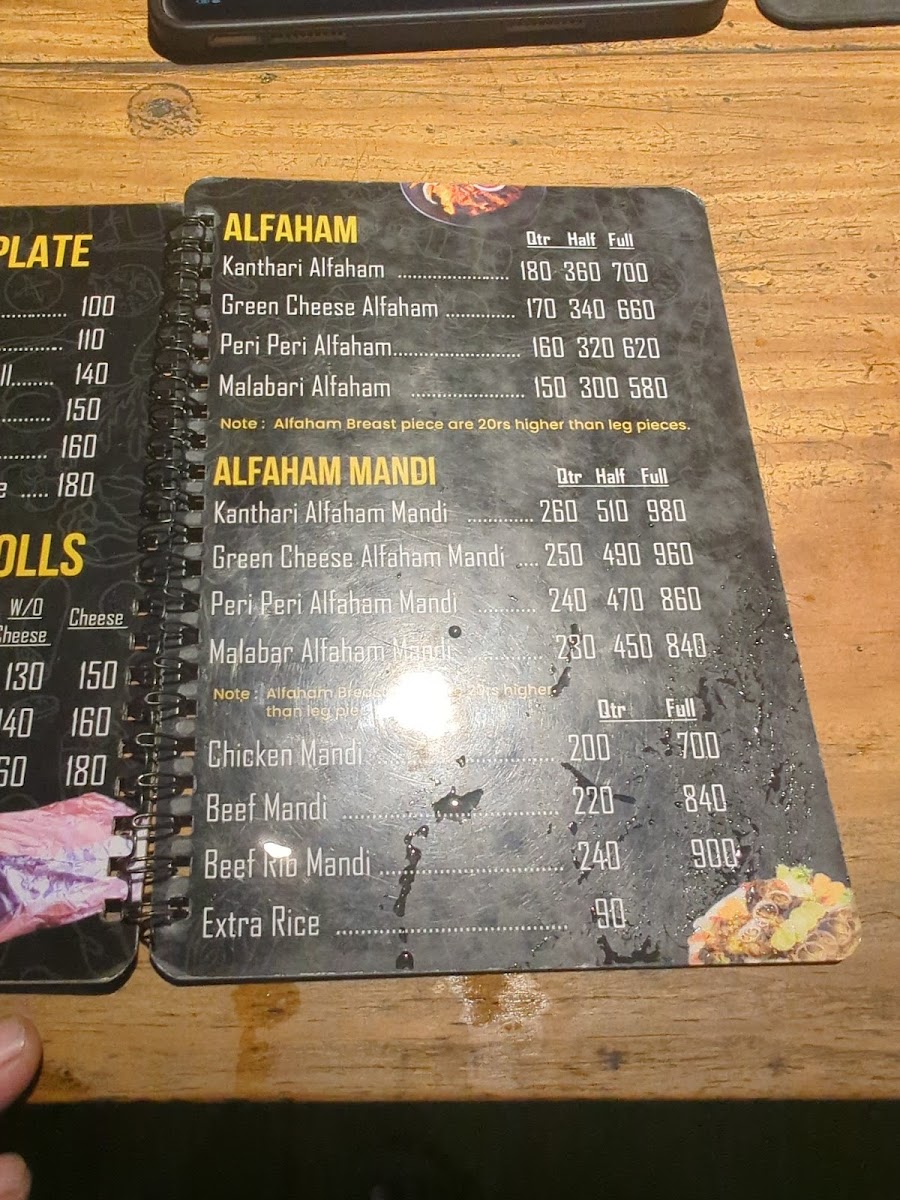 PLATE
100
110
140
150
160
180
OLLS
W/O Cheese Cheese
130 150
40 160
180
ALFAHAM
Qtr Half Full
Kanthari Alfaham ..................... 180 360 700
Green Cheese Alfaham ............. 170 340 660
Peri Peri Alfaham........................ 160 320 620
Malabari Alfaham ..................... 150 300 580
Note : Alfaham Breast piece are 20rs higher than leg pieces.
ALFAHAM MANDI
Qtr Half Full
Kanthari Alfaham Mandi ............ 260 510 980
Green Cheese Alfaham Mandi .... 250 490 960
Peri Peri Alfaham Mandi ........... 240 470 860
Malabar Alfaham Mandi ........... 230 450 840
Note : Alfaham 20rs higher
than leg
Qtr Full
Chicken Mandi ................................ 200 700
Beef Mandi ....................................... 220 840
Beef Rib Mandi ................................. 240 900
Extra Rice ......................................... 90